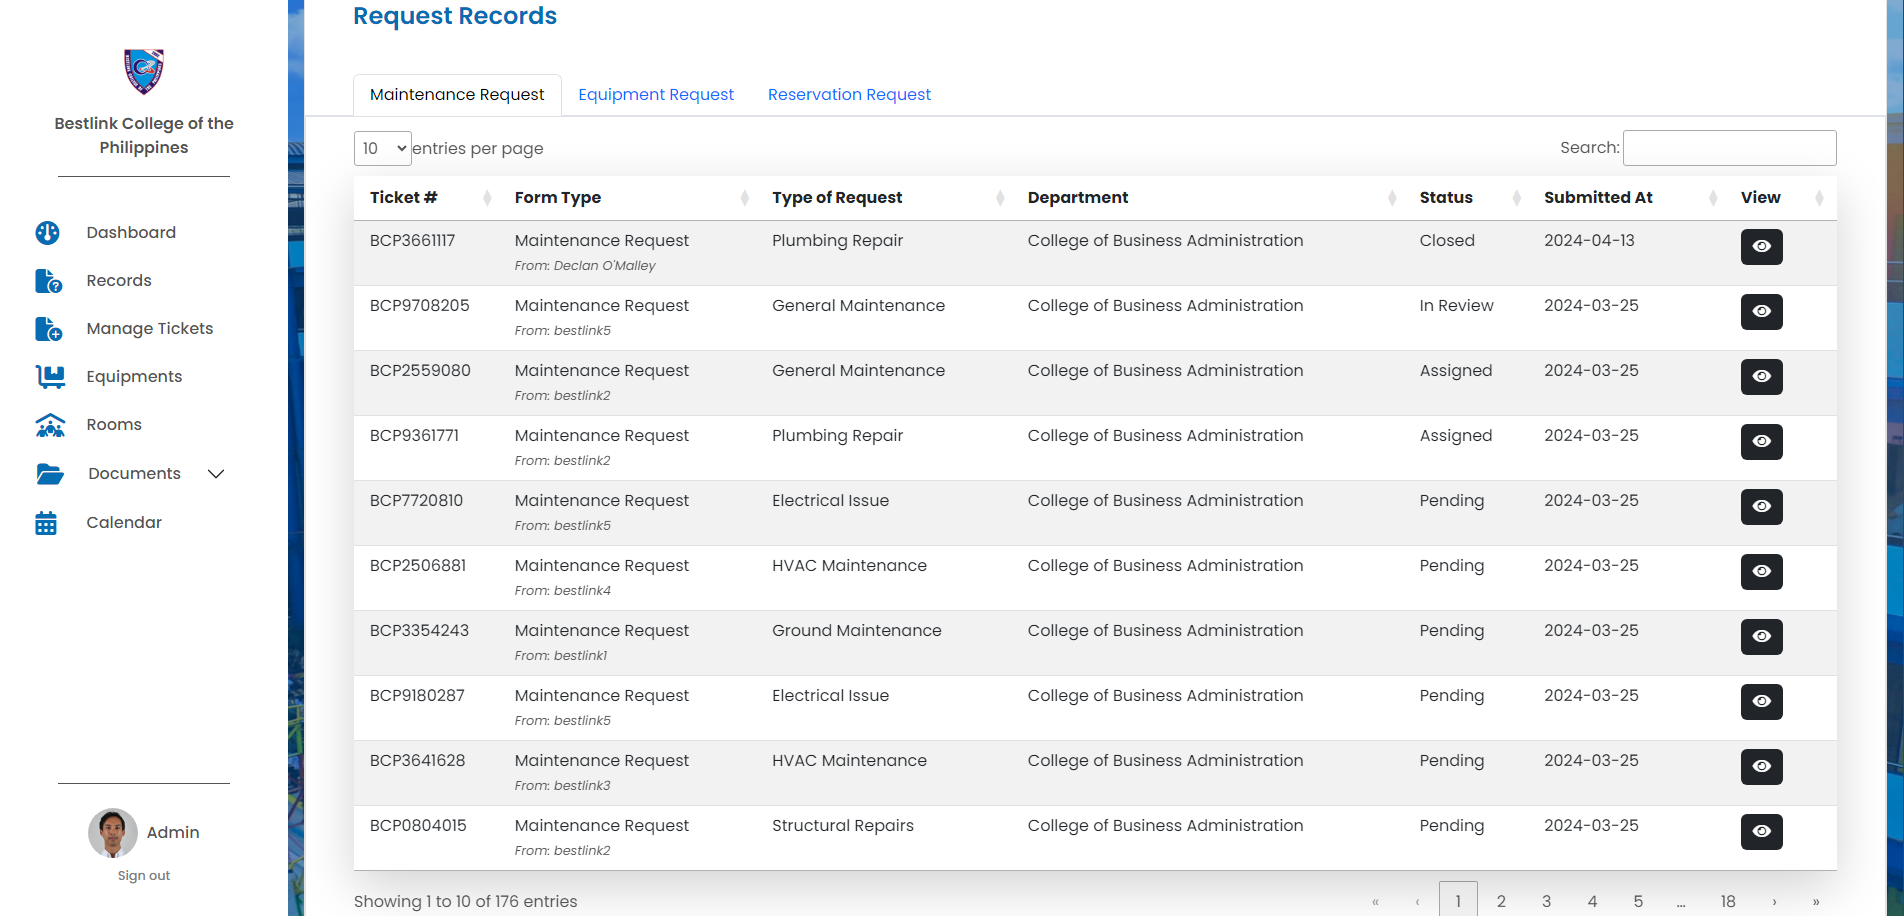 Request Records
Bestlink College of the
Philippines
Dashboard
Records
Manage Tickets
Equipments
Rooms
Documents
Calendar
Admin
Sign out
Maintenance Request Equipment Request Reservation Request
10 entries per page Search:
Ticket # Form Type Type of Request Department Status Submitted At View
BCP3661117 Maintenance Request Plumbing Repair College of Business Administration Closed 2024-04-13
From: Declan O'Malley
BCP9708205 Maintenance Request General Maintenance College of Business Administration In Review 2024-03-25
From: bestlink5
BCP2559080 Maintenance Request General Maintenance College of Business Administration Assigned 2024-03-25
From: bestlink2
BCP9361771 Maintenance Request Plumbing Repair College of Business Administration Assigned 2024-03-25
From: bestlink2
BCP7720810 Maintenance Request Electrical Issue College of Business Administration Pending 2024-03-25
From: bestlink5
BCP2506881 Maintenance Request HVAC Maintenance College of Business Administration Pending 2024-03-25
From: bestlink4
BCP3354243 Maintenance Request Ground Maintenance College of Business Administration Pending 2024-03-25
From: bestlink1
BCP9180287 Maintenance Request Electrical Issue College of Business Administration Pending 2024-03-25
From: bestlink5
BCP3641628 Maintenance Request HVAC Maintenance College of Business Administration Pending 2024-03-25
From: bestlink3
BCP0804015 Maintenance Request Structural Repairs College of Business Administration Pending 2024-03-25
From: bestlink2
Showing 1 to 10 of 176 entries « ‹ 1 2 3 4 5 … 18 › »